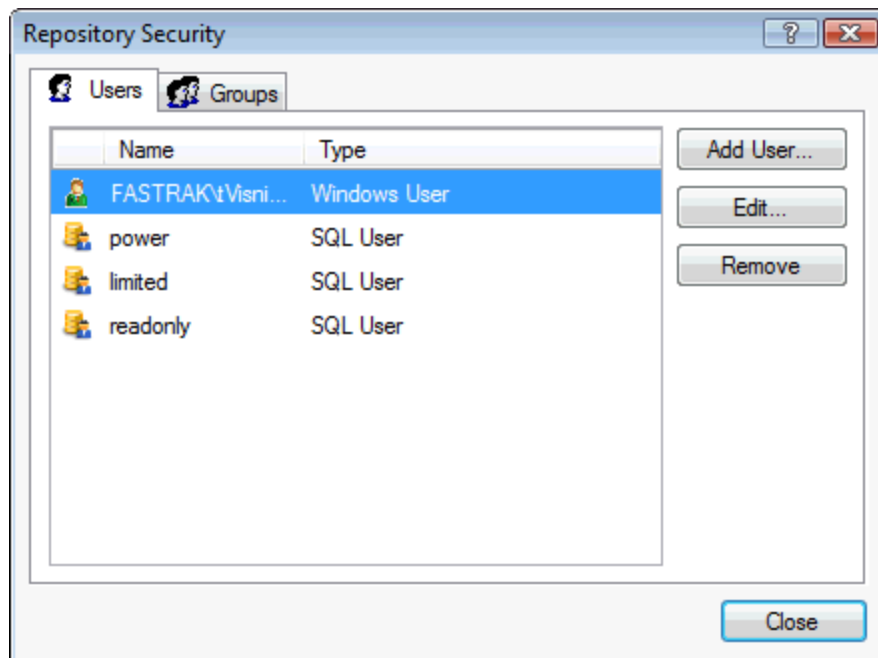 Repository Security
Users Groups
Name Type Add User...
FASTRAK\tVisni... Windows User Edit...
power SQL User
limited SQL User Remove
readonly SQL User
Close